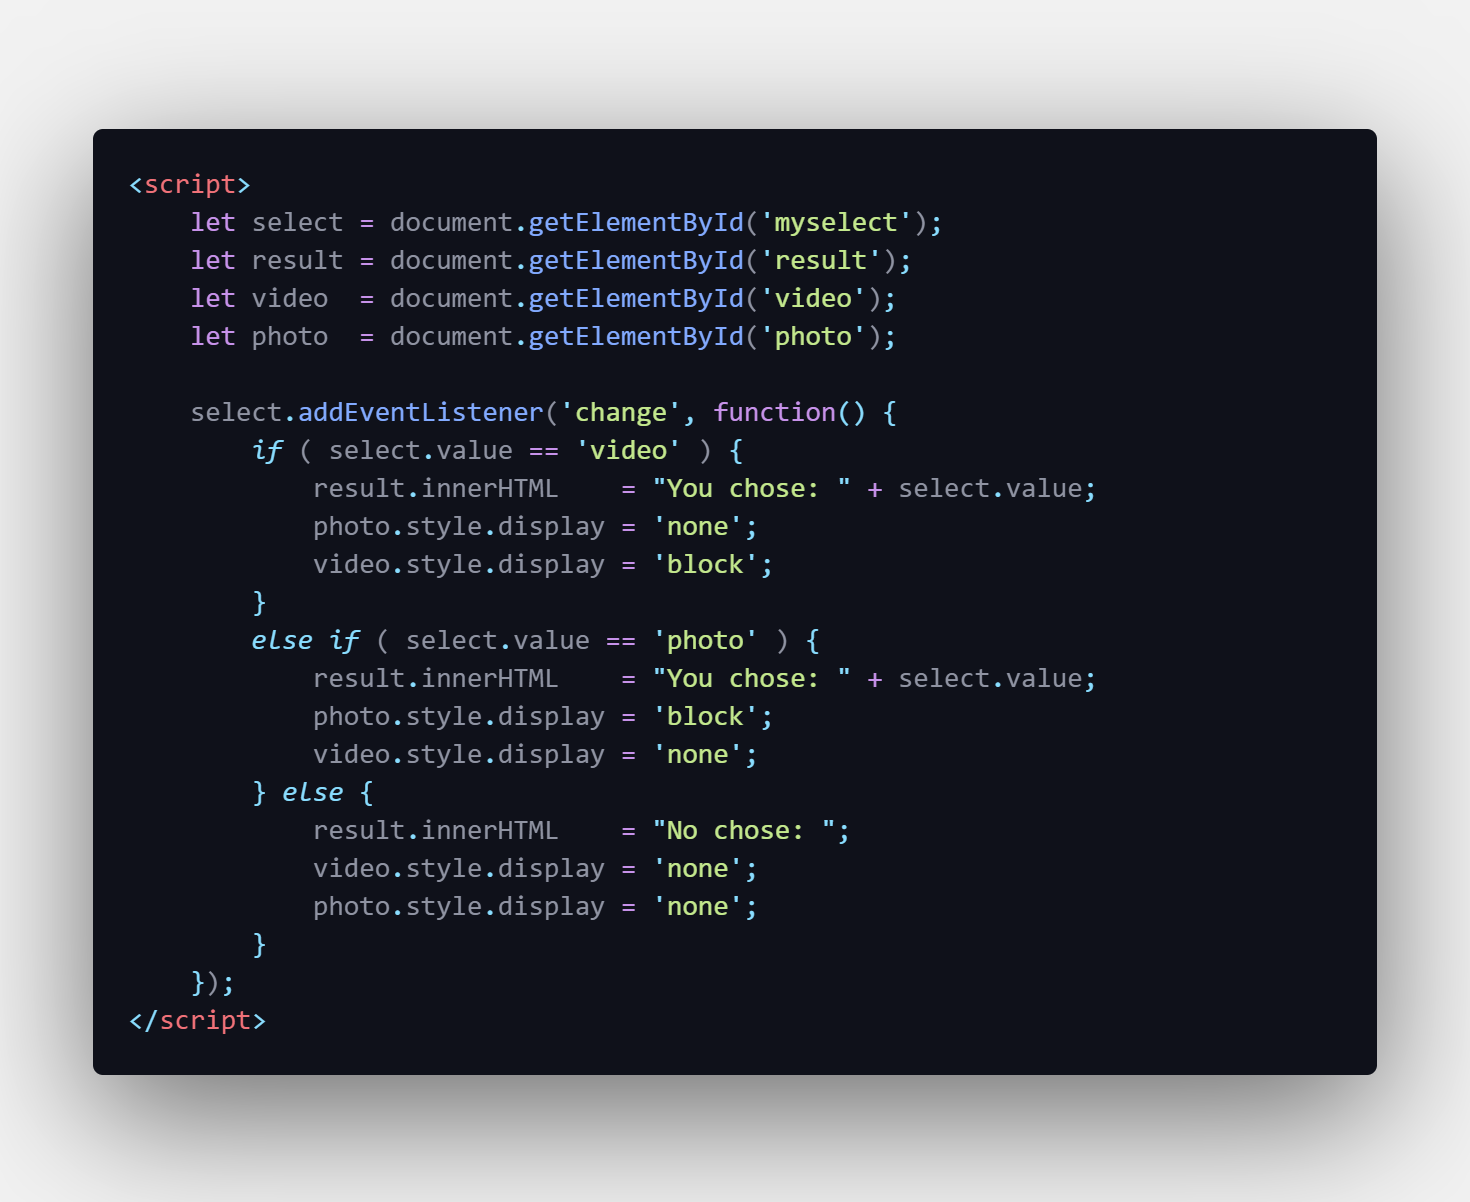 <script>
    let select = document.getElementById('myselect');
    let result = document.getElementById('result');
    let video  = document.getElementById('video');
    let photo  = document.getElementById('photo');

    select.addEventListener('change', function() {
        if ( select.value == 'video' ) {
            result.innerHTML    = "You chose: " + select.value;
            photo.style.display = 'none';
            video.style.display = 'block';
        }
        else if ( select.value == 'photo' ) {
            result.innerHTML    = "You chose: " + select.value;
            photo.style.display = 'block';
            video.style.display = 'none';
        } else {
            result.innerHTML    = "No chose: ";
            video.style.display = 'none';
            photo.style.display = 'none';
        }
    });
</script>